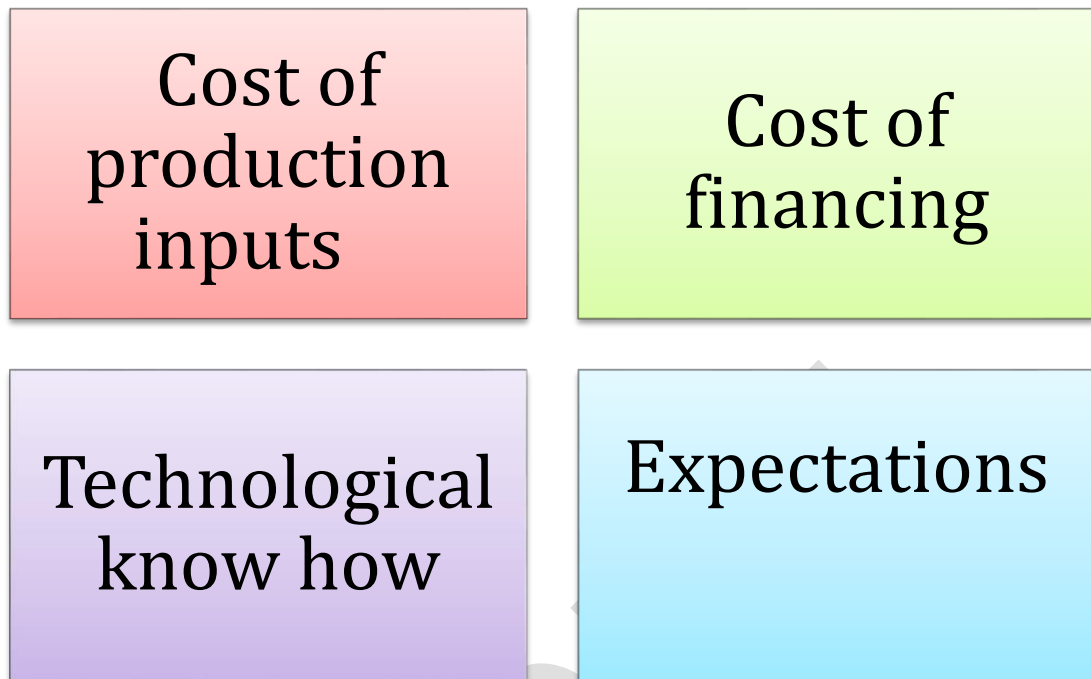 Cost of
production
inputs
Cost of
financing
Technological
know how
Expectations